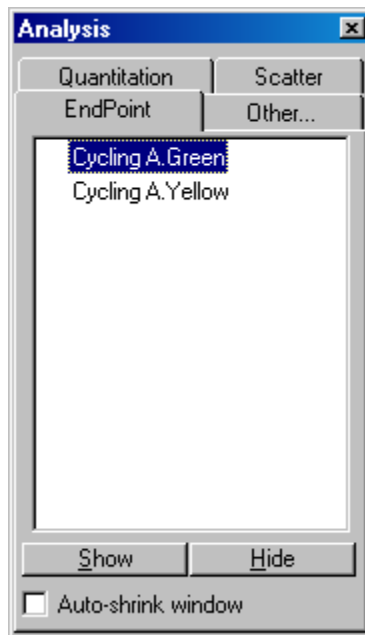 Analysis
Quantitation Scatter
EndPoint Other...
Cycling A.Green
Cycling A.Yellow
Show Hide
Auto-shrink window